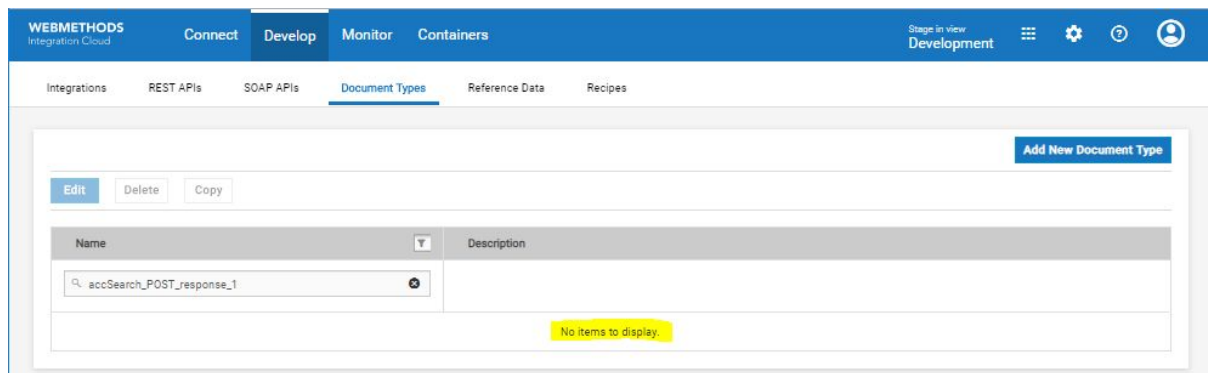 WEBMETHODS
Integration Cloud
Connect
Develop
Monitor
Containers
Stage in view
Development
Integrations
REST APIs
SOAP APIs
Document Types
Reference Data
Recipes
Add New Document Type
Edit
Delete
Copy
Name
Description
accSearch_POST_response_1
No items to display.